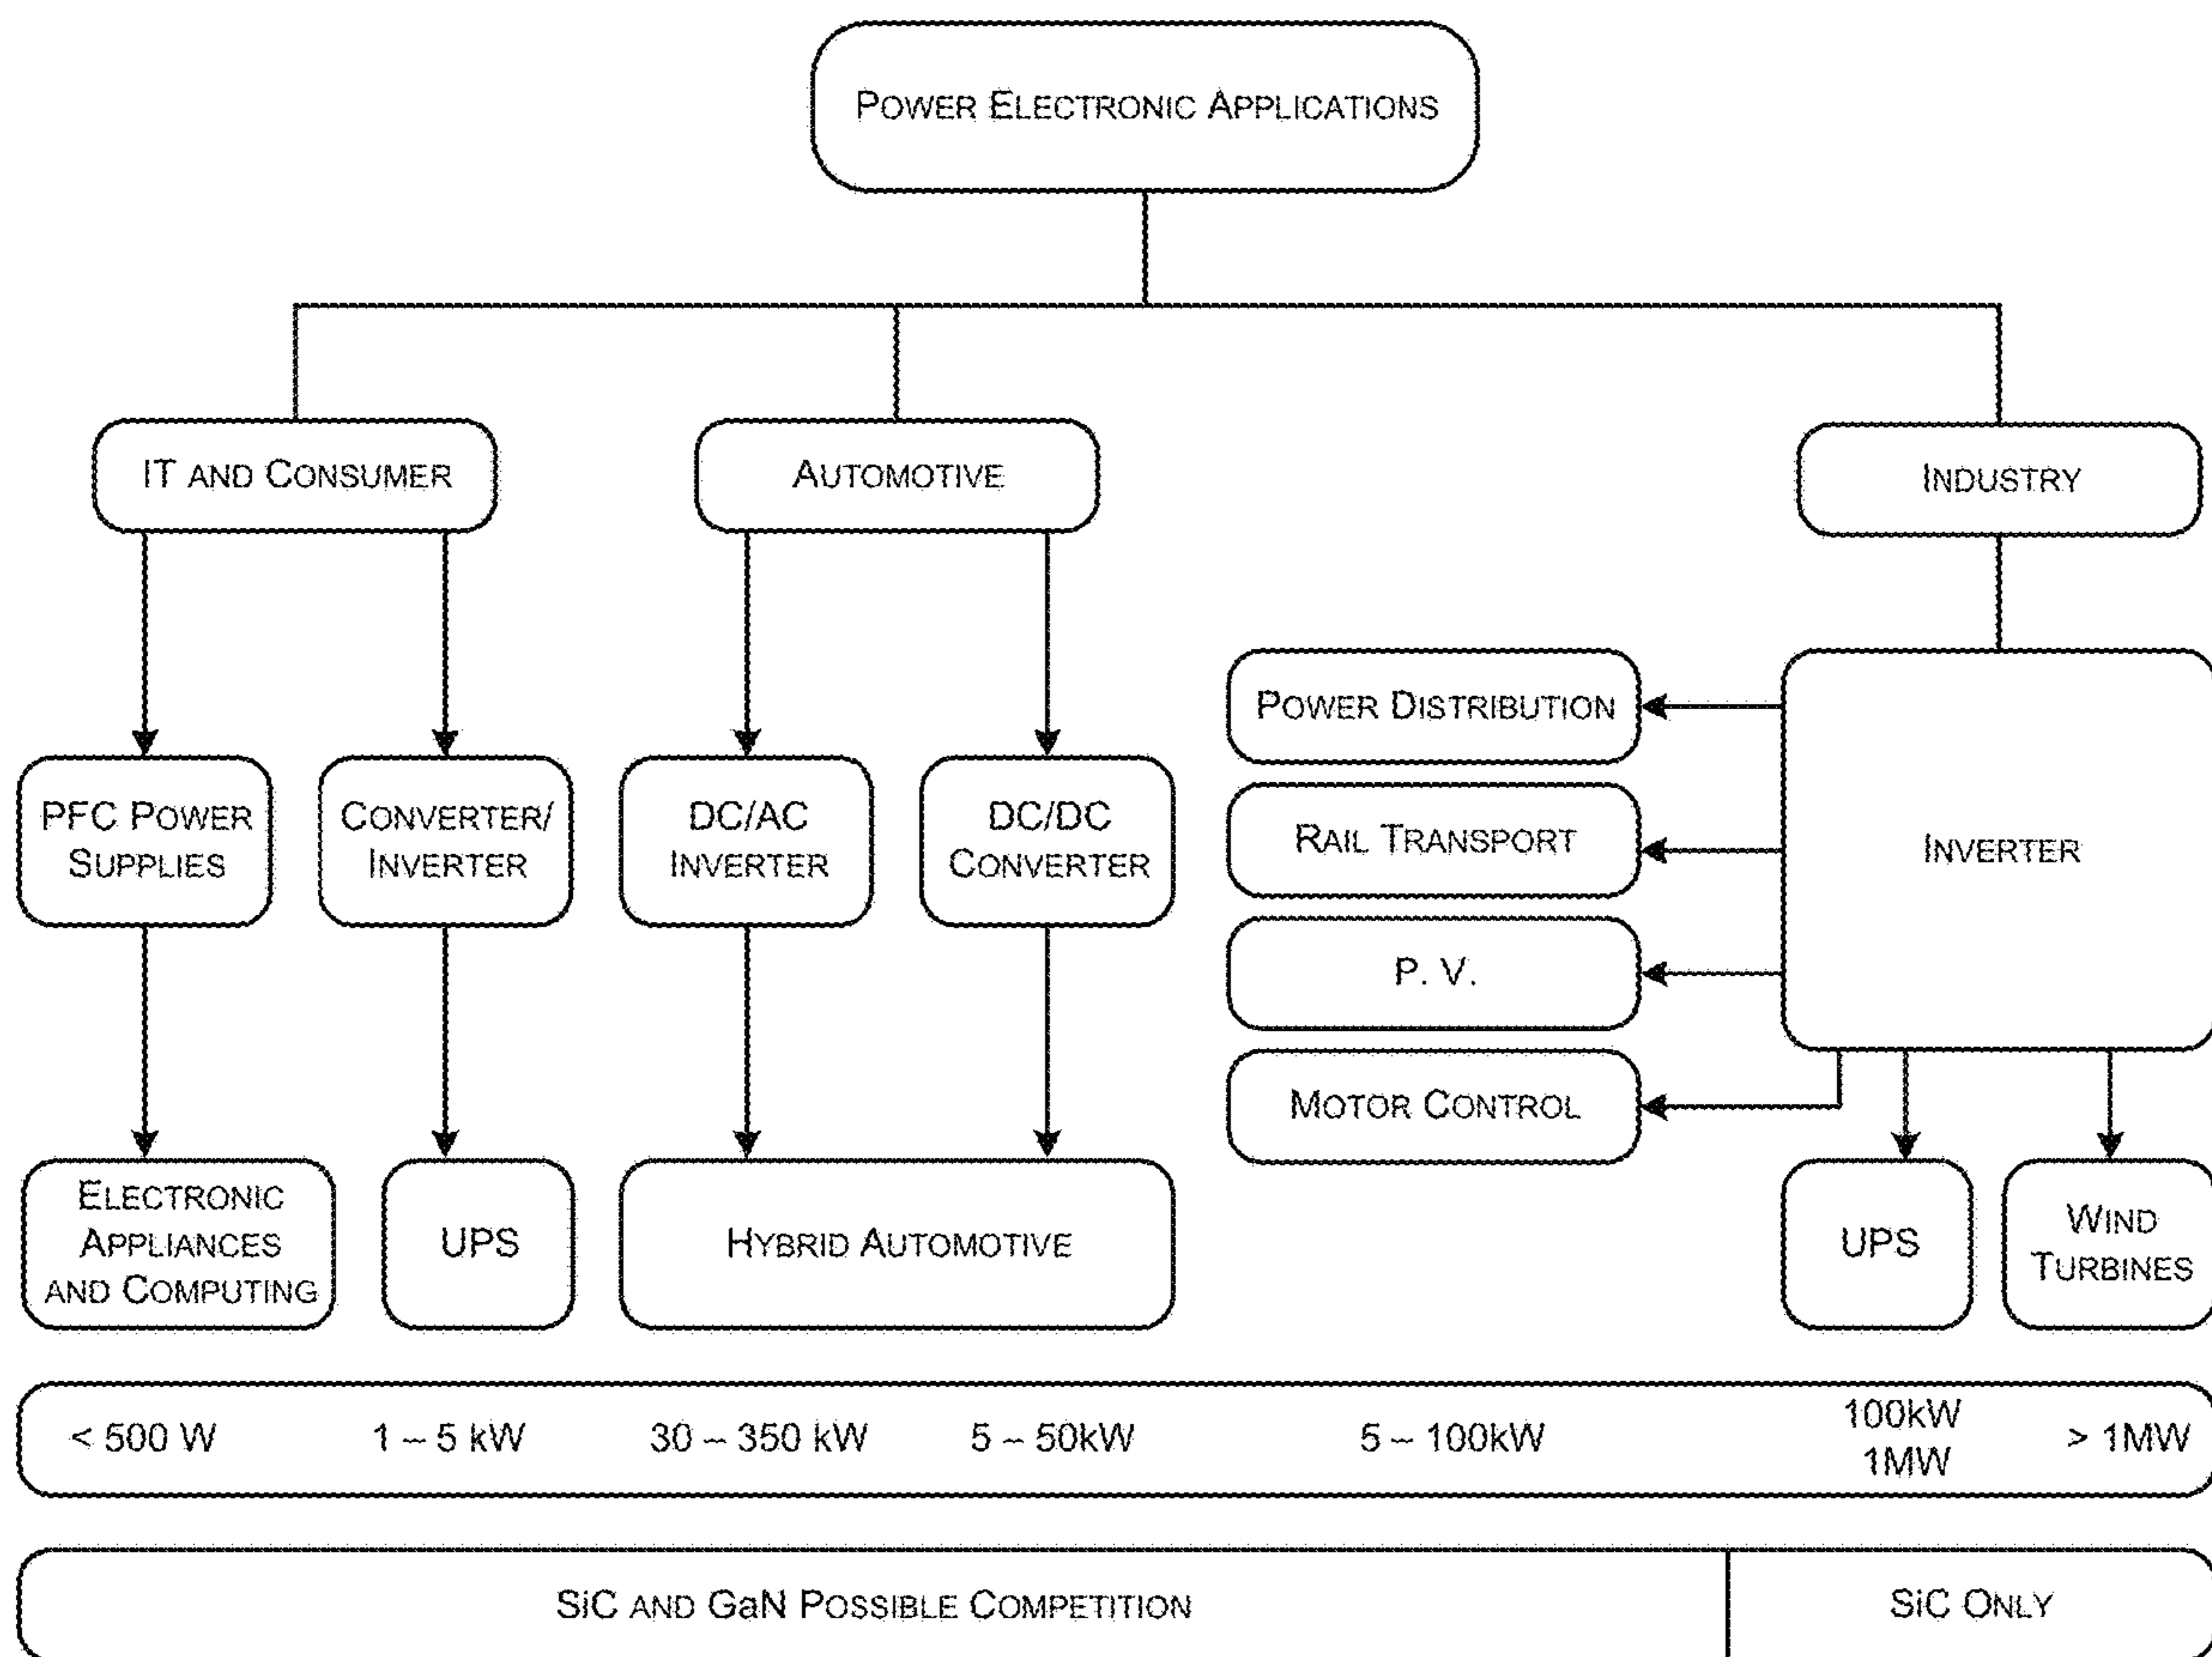 POWER ELECTRONIC APPLICATIONS
IT AND CONSUMER
AUTOMOTIVE
INDUSTRY
PFC POWER
SUPPLIES
CONVERTER/
INVERTER
DC/AC
INVERTER
DC/DC
CONVERTER
POWER DISTRIBUTION
RAIL TRANSPORT
P. V.
MOTOR CONTROL
INVERTER
ELECTRONIC
APPLIANCES
AND COMPUTING
UPS
HYBRID AUTOMOTIVE
UPS
WIND
TURBINES
< 500 W
1 – 5 kW
30 – 350 kW
5 – 50kW
5 – 100kW
100kW
1MW
> 1MW
SiC AND GaN POSSIBLE COMPETITION
SiC ONLY